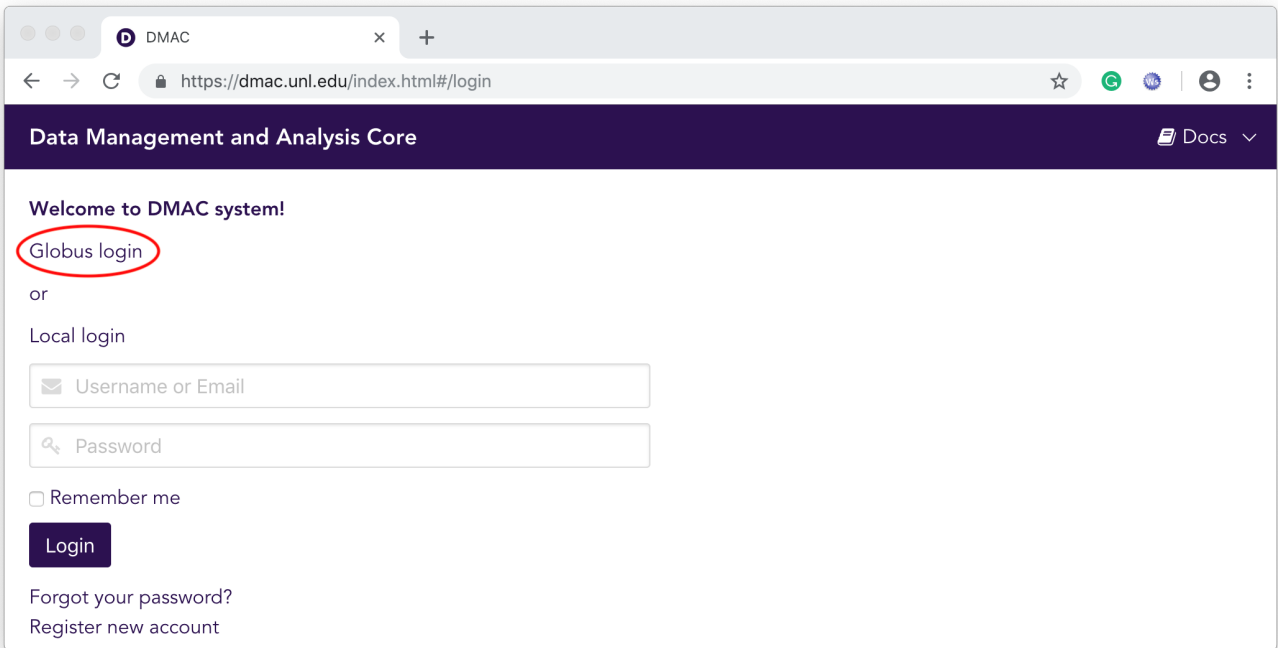 DMAC
https://dmac.unl.edu/index.html#/login
Data Management and Analysis Core
Docs
Welcome to DMAC system!
Globus login
or
Local login
Username or Email
Password
Remember me
Login
Forgot your password?
Register new account